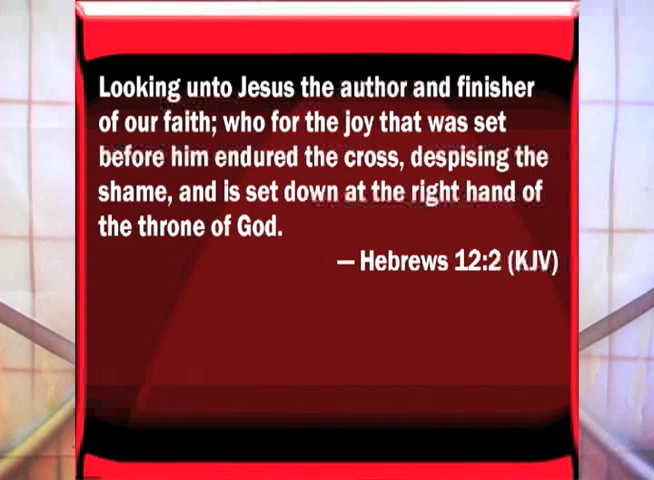 Looking unto Jesus the author and finisher
of our faith; who for the joy that was set
before him endured the cross, despising the
shame, and is set down at the right hand of
the throne of God.
— Hebrews 12:2 (KJV)